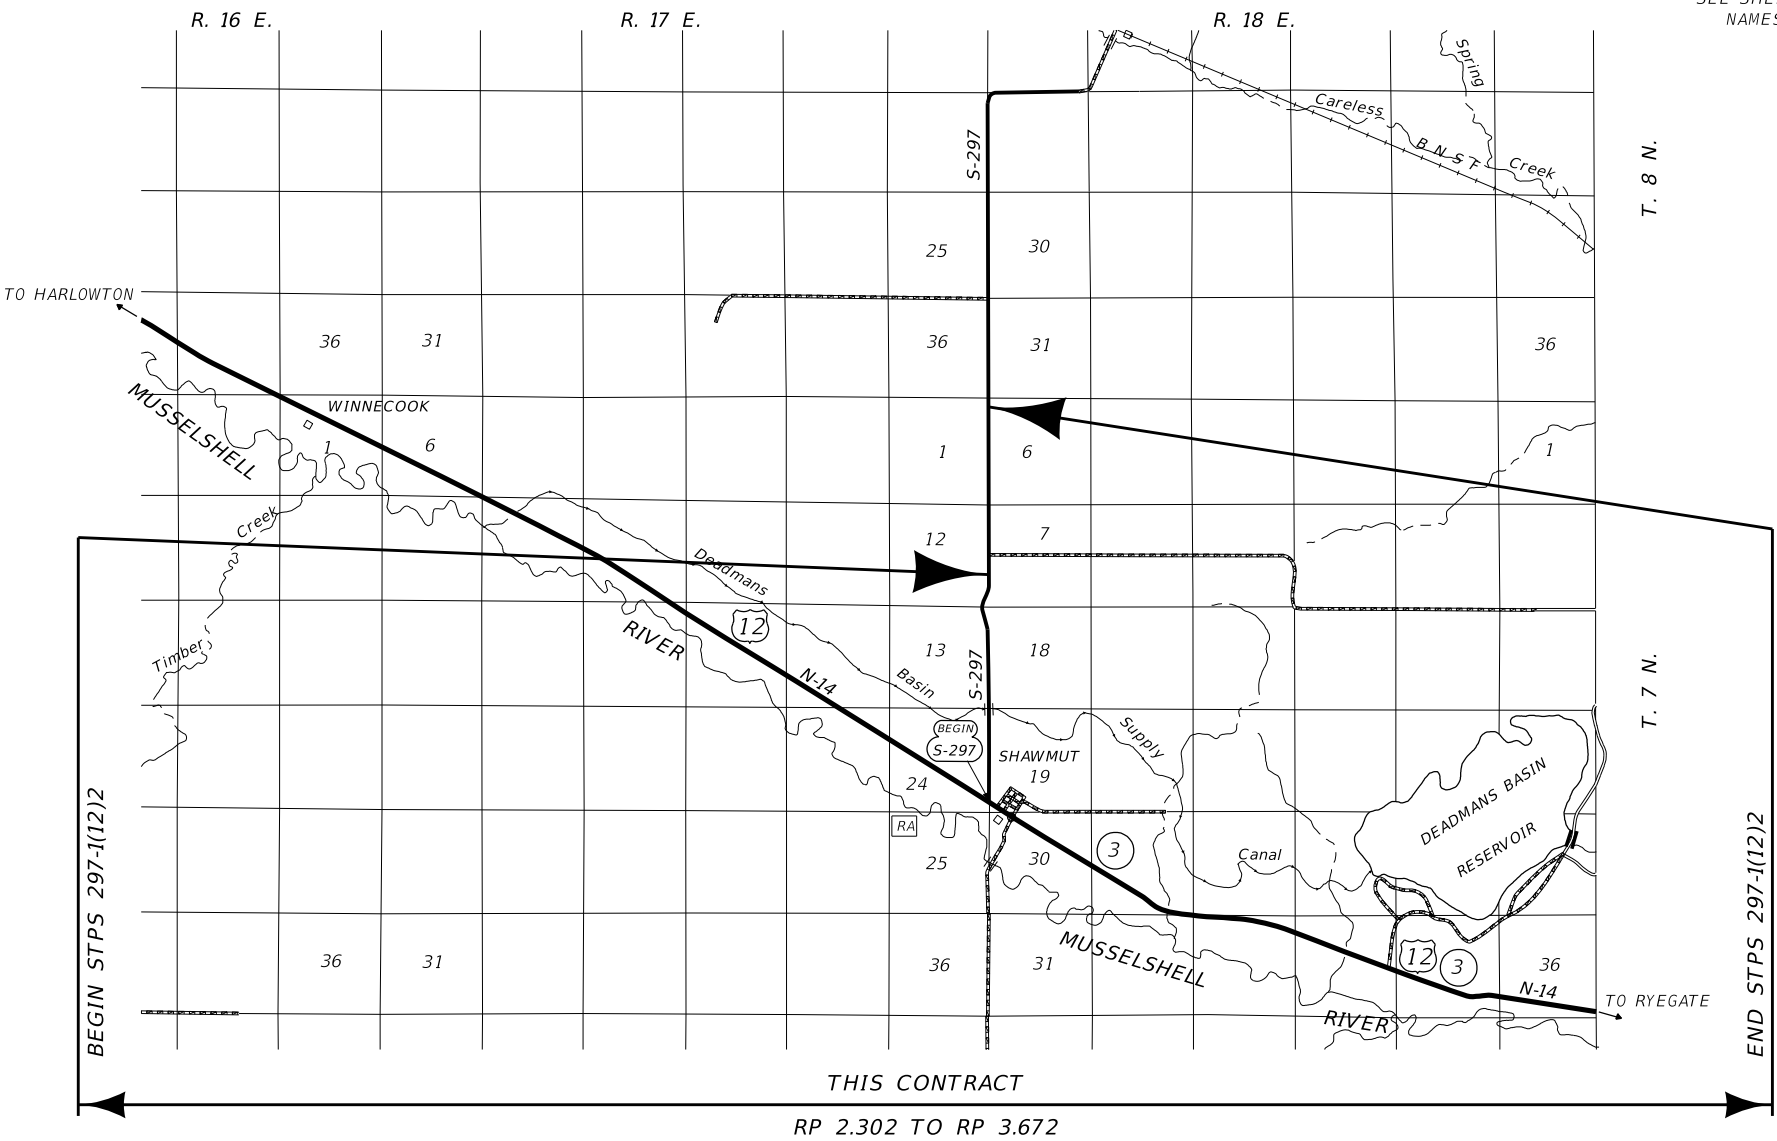 SEE SHE
NAMES
R. 16 E.
R. 17 E.
R. 18 E.
Spring
Careless
B N S F
Creek
S-297
T. 8 N.
25
30
TO HARLOWTON
36
31
36
31
36
WINNECOOK
MUSSELSHELL
1
6
1
6
1
Creek
12
7
Deadmans
12
RIVER
Timber
13
18
S-297
T. 7 N.
N-14
Basin
BEGIN
S-297
Supply
SHAWMUT
19
24
DEADMANS BASIN
RESERVOIR
RA
25
30
3
Canal
MUSSELSHELL
36
31
36
31
12
3
36
N-14
TO RYEGATE
RIVER
BEGIN STPS 297-1(12)2
END STPS 297-1(12)2
THIS CONTRACT
RP 2.302 TO RP 3.672